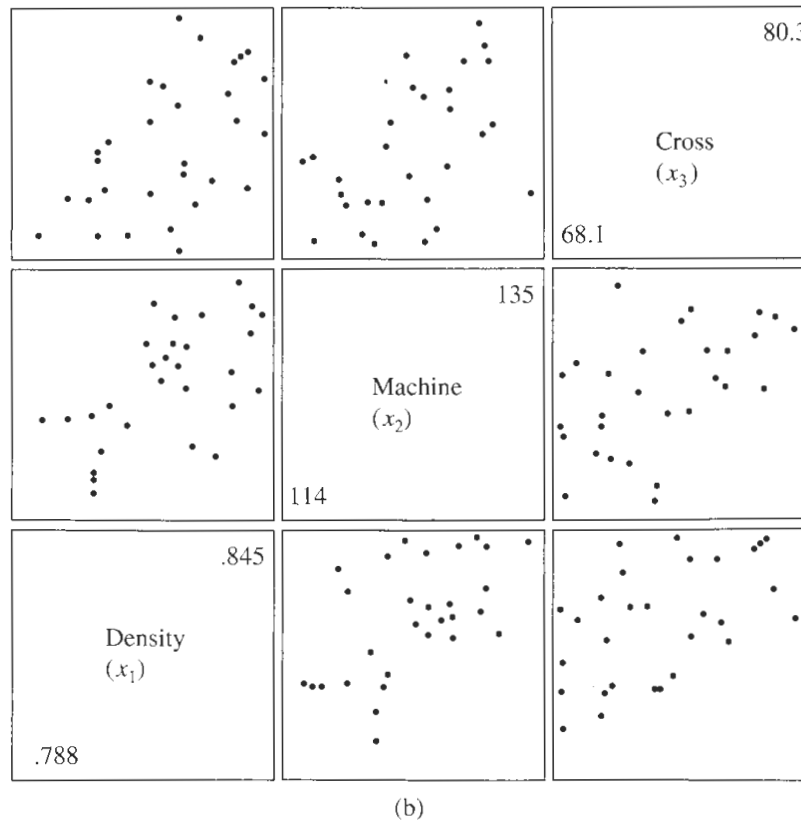 80.3
Cross
(x₃)
68.1
135
Machine
(x₂)
114
.845
Density
(x₁)
.788
(b)